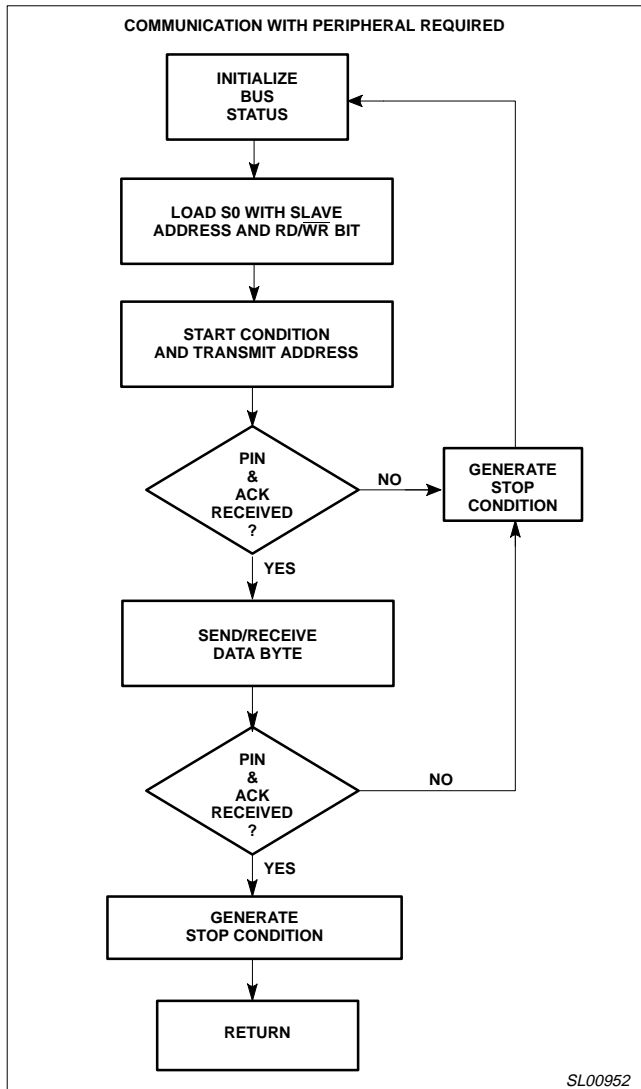 COMMUNICATION WITH PERIPHERAL REQUIRED
INITIALIZE
BUS
STATUS
LOAD S0 WITH SLAVE
ADDRESS AND RD/W̅R̅ BIT
START CONDITION
AND TRANSMIT ADDRESS
PIN
&
ACK
RECEIVED
?
NO
GENERATE
STOP
CONDITION
YES
SEND/RECEIVE
DATA BYTE
PIN
&
ACK
RECEIVED
?
NO
YES
GENERATE
STOP CONDITION
RETURN
SL00952